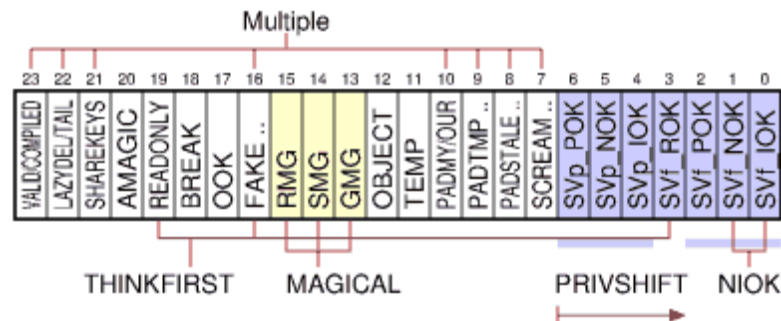 Multiple
23 22 21 20 19 18 17 16 15 14 13 12 11 10 9 8 7 6 5 4 3 2 1 0
VALID/COMPILED
LAZYDEL/TAIL
SHAREKEYS
AMAGIC
READONLY
BREAK
OOK
FAKE ..
RMG
SMG
GMG
OBJECT
TEMP
PADMY/OUR
PADTMP ..
PADSTALE ..
SCREAM ..
SVp_POK
SVp_NOK
SVp_IOK
SVf_ROK
SVf_POK
SVf_NOK
SVf_IOK
THINKFIRST MAGICAL PRIVSHIFT NIOK